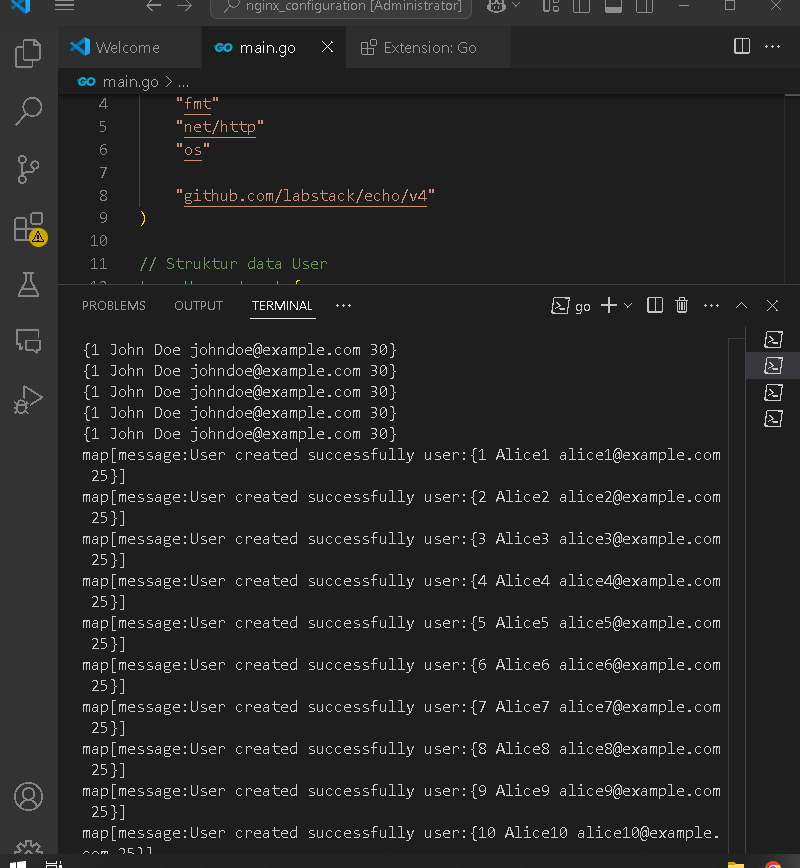 nginx_configuration [Administrator]
Welcome
main.go
Extension: Go
main.go > ...
4 "fmt"
5 "net/http"
6 "os"
7
8 "github.com/labstack/echo/v4"
9 )
10
11 // Struktur data User
PROBLEMS OUTPUT TERMINAL ...
go
{1 John Doe johndoe@example.com 30}
{1 John Doe johndoe@example.com 30}
{1 John Doe johndoe@example.com 30}
{1 John Doe johndoe@example.com 30}
{1 John Doe johndoe@example.com 30}
map[message:User created successfully user:{1 Alice1 alice1@example.com
25}]
map[message:User created successfully user:{2 Alice2 alice2@example.com
25}]
map[message:User created successfully user:{3 Alice3 alice3@example.com
25}]
map[message:User created successfully user:{4 Alice4 alice4@example.com
25}]
map[message:User created successfully user:{5 Alice5 alice5@example.com
25}]
map[message:User created successfully user:{6 Alice6 alice6@example.com
25}]
map[message:User created successfully user:{7 Alice7 alice7@example.com
25}]
map[message:User created successfully user:{8 Alice8 alice8@example.com
25}]
map[message:User created successfully user:{9 Alice9 alice9@example.com
25}]
map[message:User created successfully user:{10 Alice10 alice10@example.
com 25}]